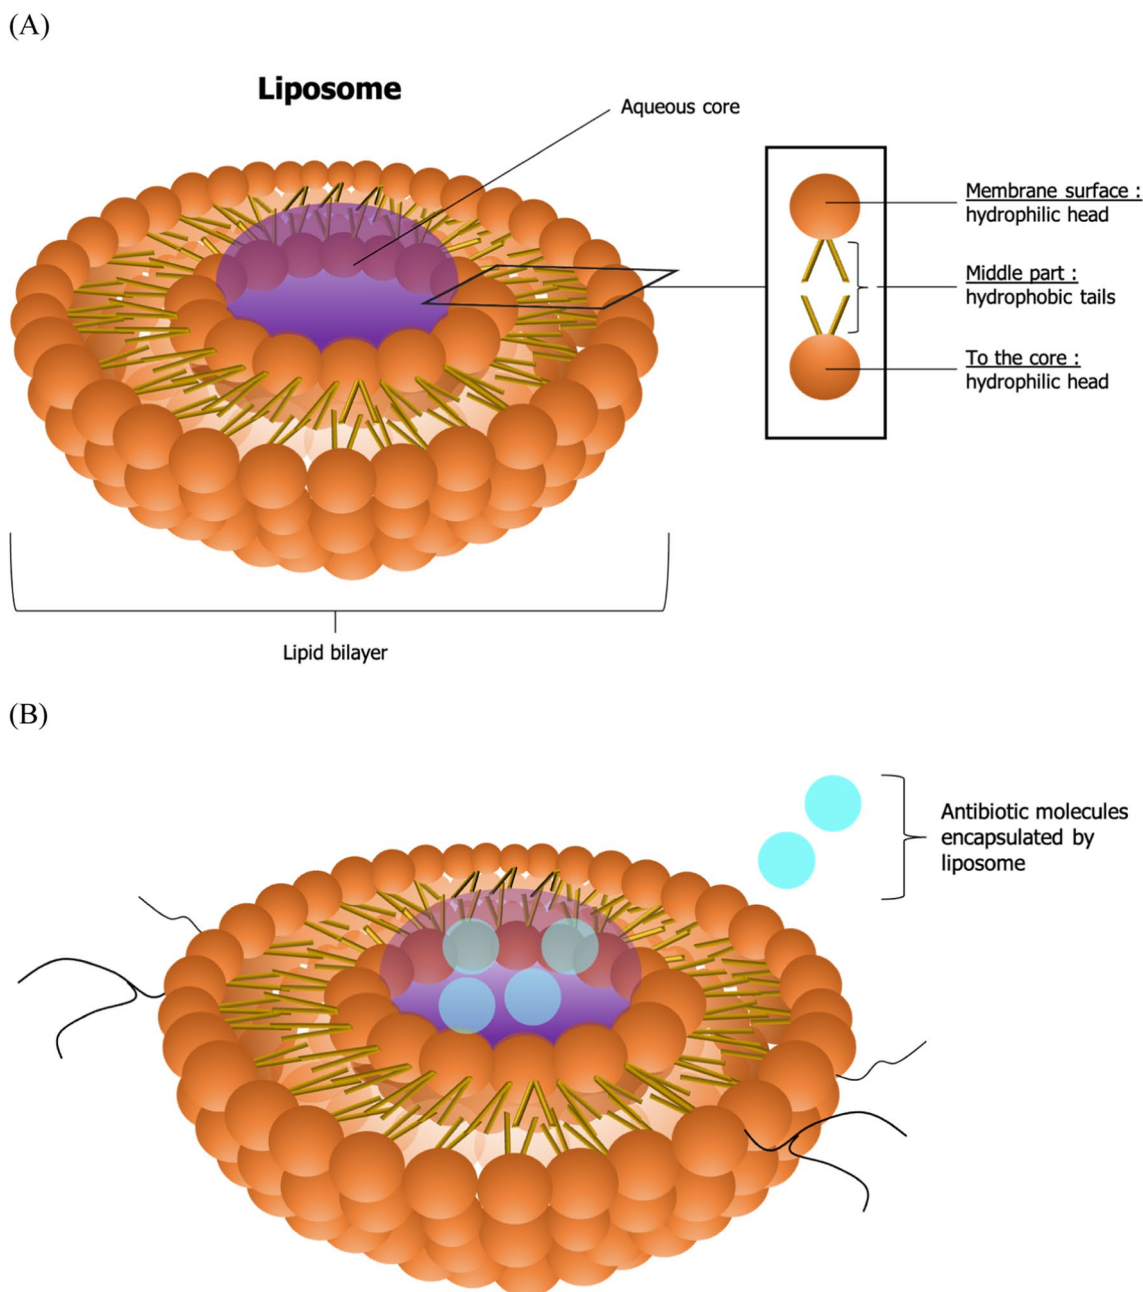 (A)
Liposome
Aqueous core
Membrane surface :
hydrophilic head
Middle part :
hydrophobic tails
To the core :
hydrophilic head
Lipid bilayer
(B)
Antibiotic molecules
encapsulated by
liposome